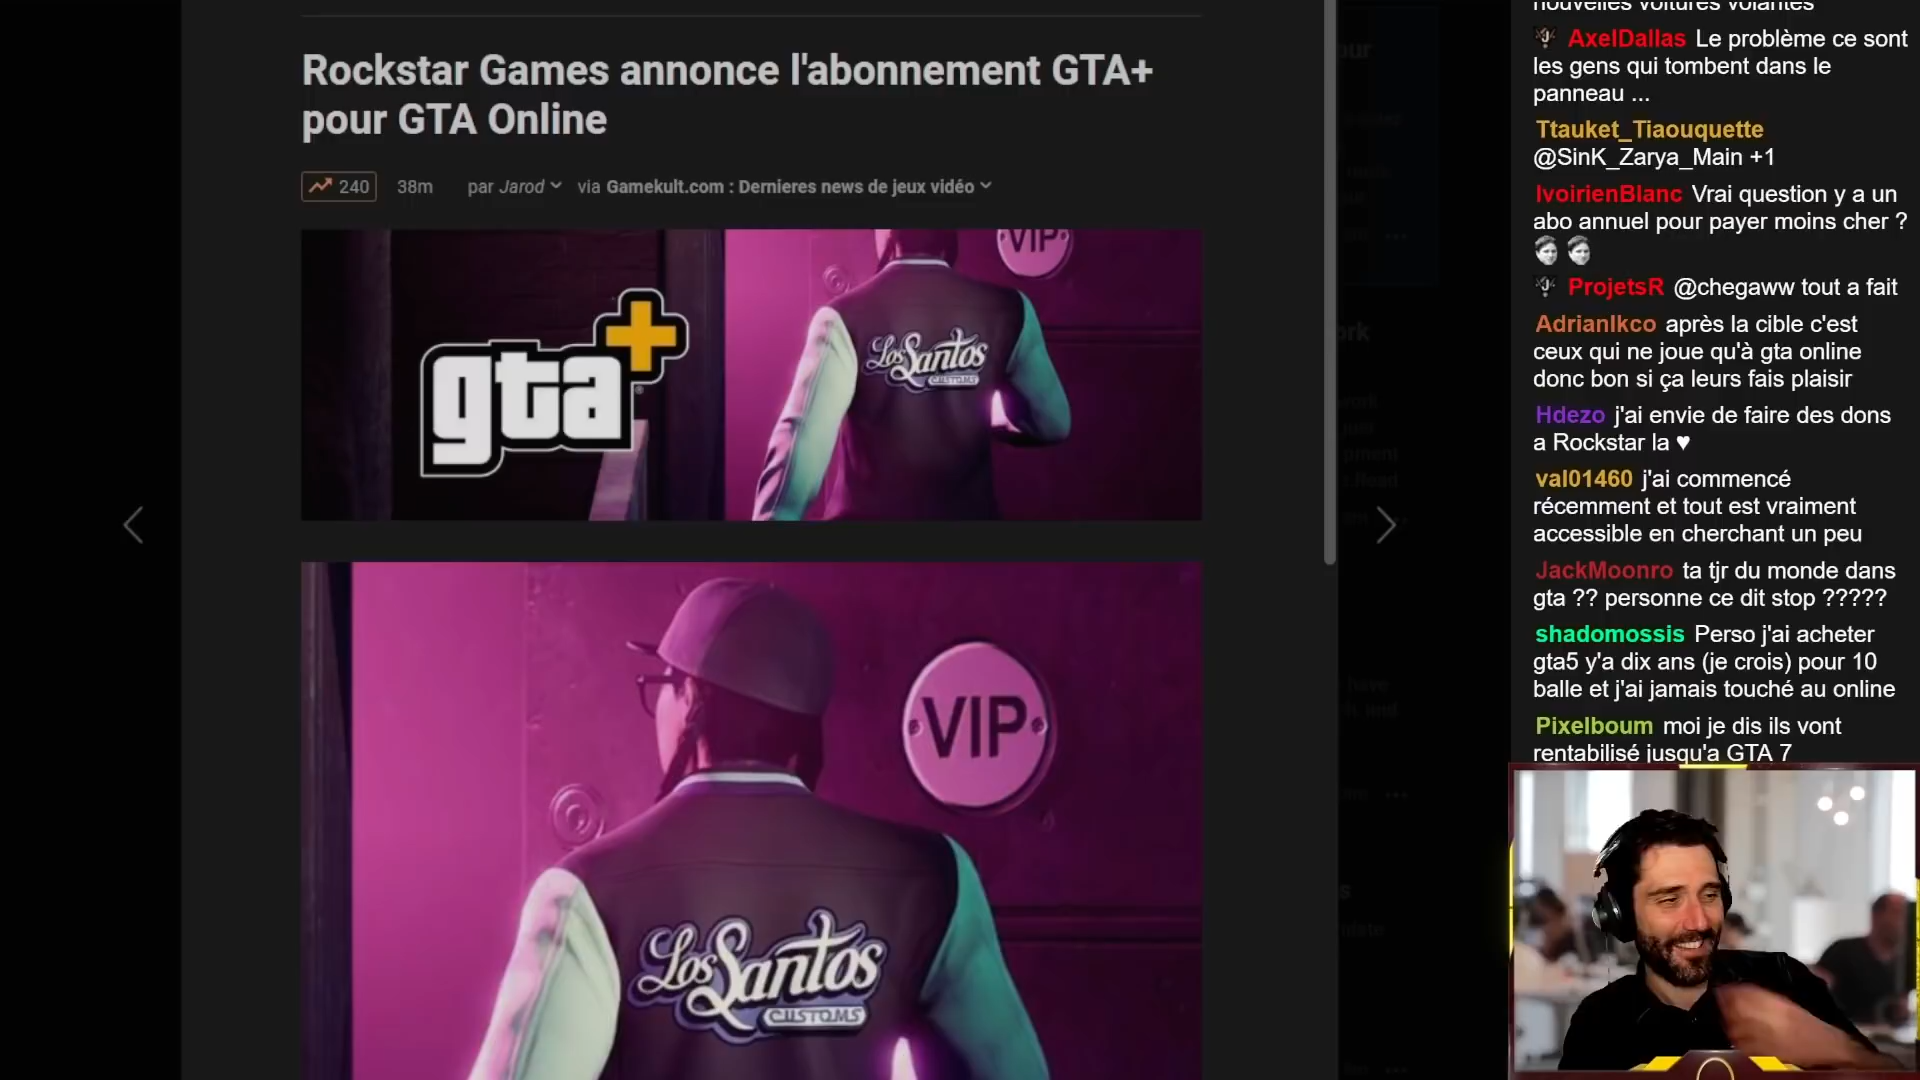 Rockstar Games annonce l'abonnement GTA+
pour GTA Online
240 38m par Jarod via Gamekult.com : Dernieres news de jeux vidéo
gta+
VIP
Los Santos
CUSTOMS
VIP
Los Santos
CUSTOMS
nouvelles voitures volantes
AxelDallas Le problème ce sont
les gens qui tombent dans le
panneau ...
Ttauket_Tiaouquette
@SinK_Zarya_Main +1
IvoirienBlanc Vrai question y a un
abo annuel pour payer moins cher ?
ProjetsR @chegaww tout a fait
AdrianIkco après la cible c'est
ceux qui ne joue qu'à gta online
donc bon si ça leurs fais plaisir
Hdezo j'ai envie de faire des dons
a Rockstar la ♥
val01460 j'ai commencé
récemment et tout est vraiment
accessible en cherchant un peu
JackMoonro ta tjr du monde dans
gta ?? personne ce dit stop ?????
shadomossis Perso j'ai acheter
gta5 y'a dix ans (je crois) pour 10
balle et j'ai jamais touché au online
Pixelboum moi je dis ils vont
rentabilisé jusqu'a GTA 7